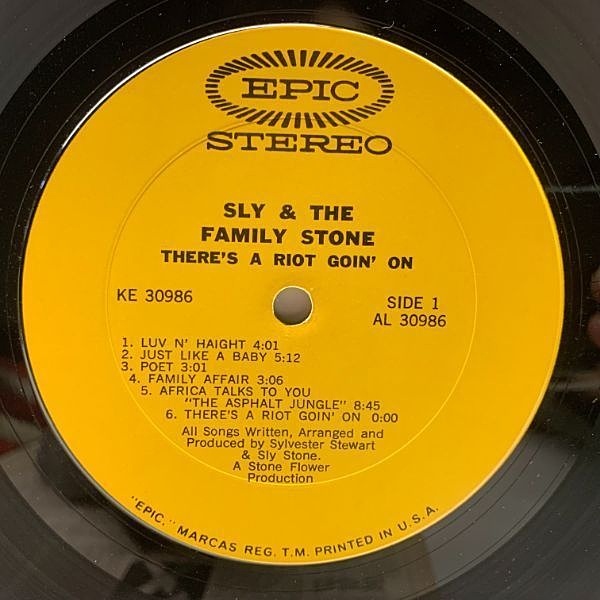 EPIC
STEREO
SLY & THE
FAMILY STONE
THERE'S A RIOT GOIN' ON
KE 30986
SIDE 1
AL 30986
1. LUV N' HAIGHT 4:01
2. JUST LIKE A BABY 5:12
3. POET 3:01
4. FAMILY AFFAIR 3:06
5. AFRICA TALKS TO YOU
"THE ASPHALT JUNGLE" 8:45
6. THERE'S A RIOT GOIN' ON 0:00
All Songs Written, Arranged and
Produced by Sylvester Stewart
& Sly Stone.
A Stone Flower
Production
"EPIC," MARCAS REG. T.M. PRINTED IN U.S.A.